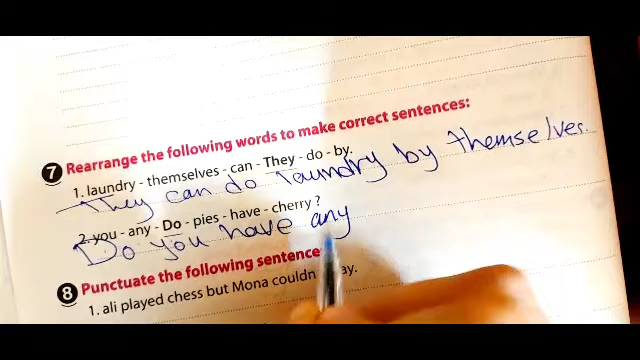 7 Rearrange the following words to make correct sentences:
1. laundry - themselves - can - They - do - by.
They can do laundry by themselves.
2. you - any - Do - pies - have - cherry ?
Do you have any
8 Punctuate the following sentence
1. ali played chess but Mona couldn ay.